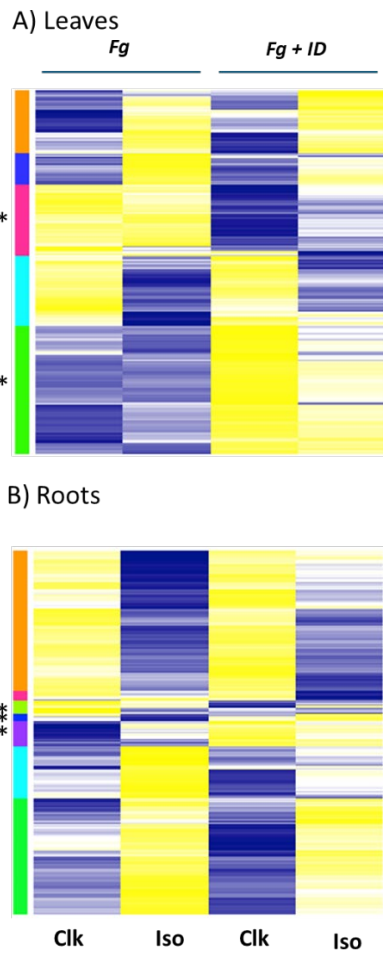 A) Leaves
Fg Fg + ID
*
*
B) Roots
*
*
*
Clk Iso Clk Iso